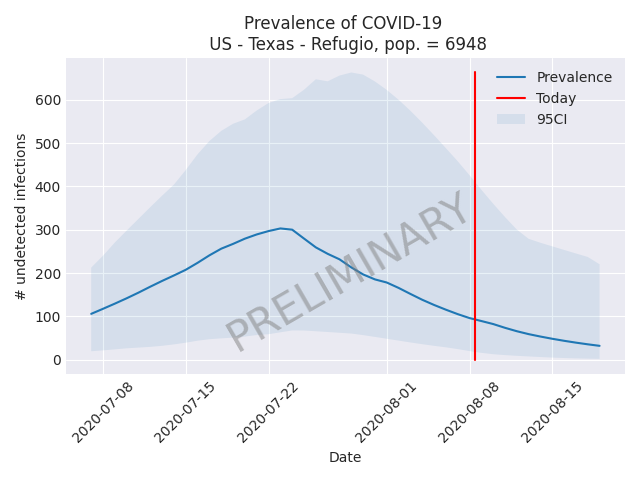 Prevalence of COVID-19
US - Texas - Refugio, pop. = 6948
# undetected infections
600
500
400
300
200
100
0
Prevalence
Today
95CI
PRELIMINARY
2020-07-08
2020-07-15
2020-07-22
2020-08-01
2020-08-08
2020-08-15
Date